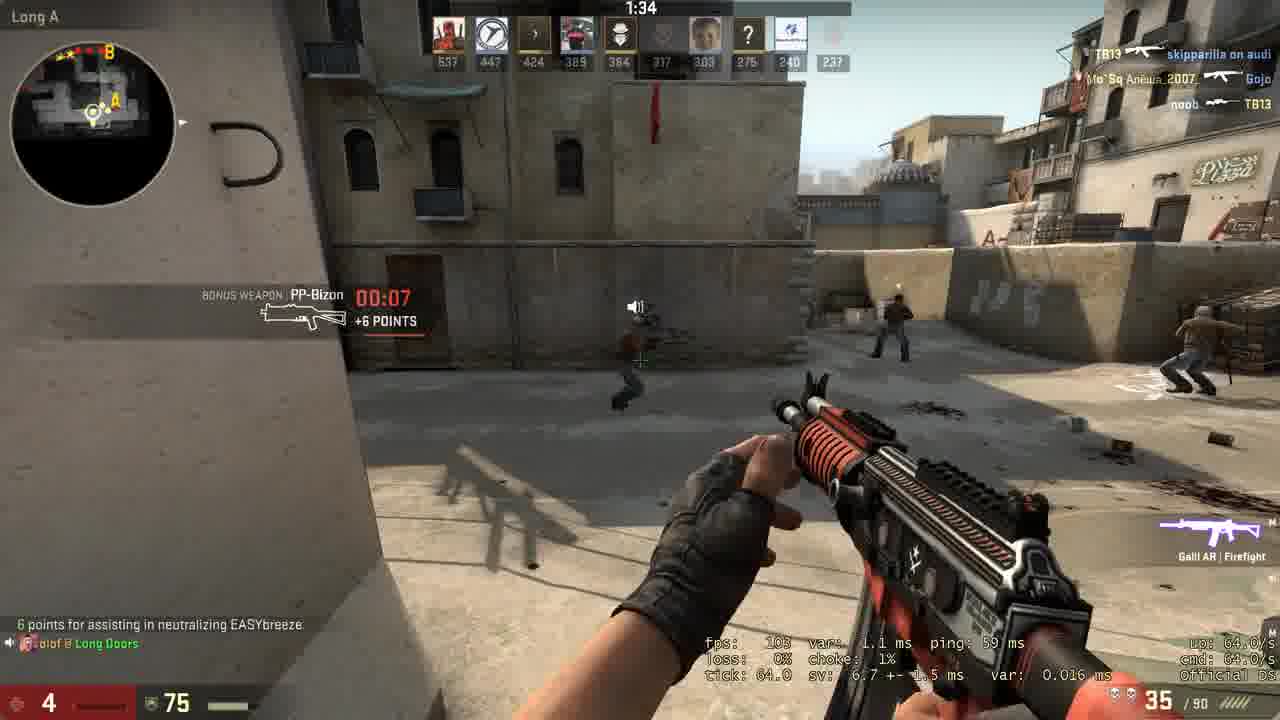 Long A
1:34
B
A
537 447 424 389 384 317 303 275 240 237
?
TB13 skipparilla on audi
Mo`Sq Алёша_2007 Gojo
noob TB13
Pizza
BONUS WEAPON: PP-Bizon
00:07
+6 POINTS
Galil AR | Firefight
6 points for assisting in neutralizing EASYbreeze
olof @ Long Doors
fps: 103 var: 1.1 ms ping: 59 ms
loss: 0% choke: 1%
tick: 64.0 sv: 6.7 +- 1.5 ms var: 0.016 ms
up: 64.0/s
cmd: 64.0/s
Official DS
4
75
35 / 90